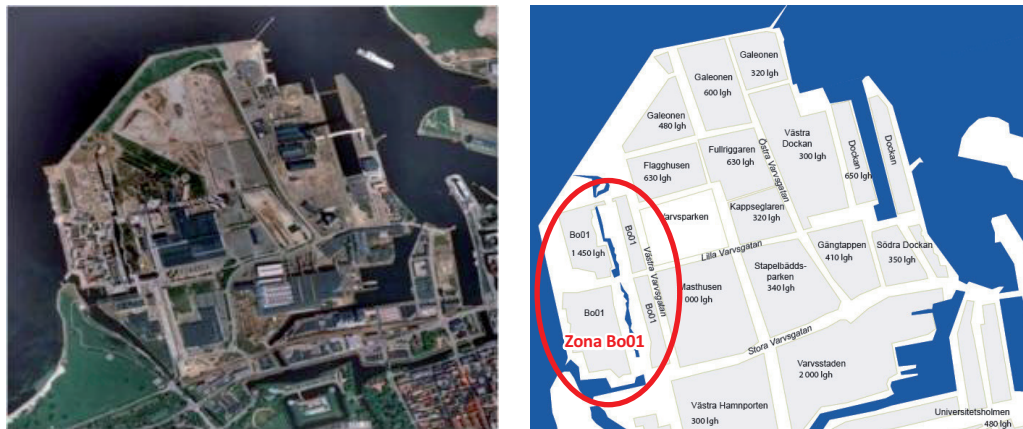 Galeonen
320 lgh
Galeonen
600 lgh
Galeonen
480 lgh
Västra
Dockan
300 lgh
Dockan
650 lgh
Dockan
Östra Varvsgatan
Fullriggaren
630 lgh
Flagghusen
630 lgh
Varvsparken
Kappseglaren
320 lgh
Bo01
1 450 lgh
Bo01
Västra Varvsgatan
Lilla Varvsgatan
Gängtappen
410 lgh
Södra Dockan
350 lgh
Stapelbädds-
parken
340 lgh
Masthusen
000 lgh
Bo01
Bo01
Zona Bo01
Stora Varvsgatan
Varvsstaden
2 000 lgh
Västra Hamnporten
300 lgh
Universitetsholmen
480 lgh